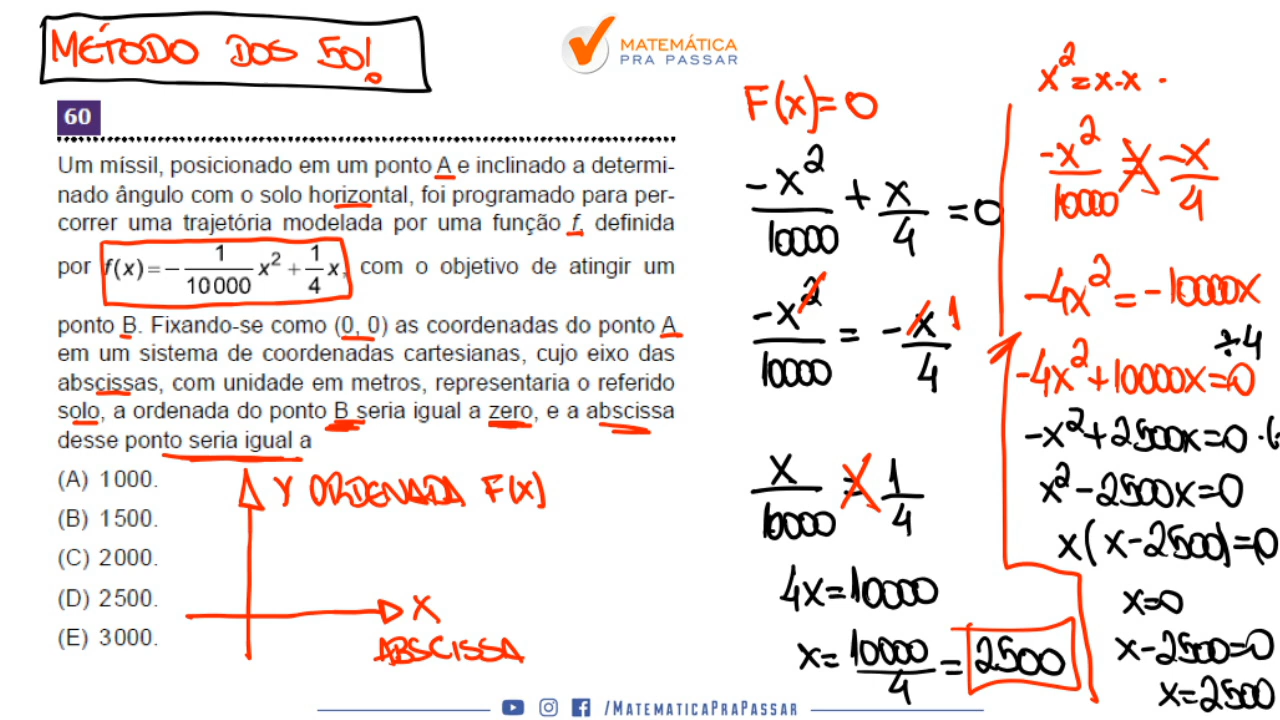 MÉTODO DOS 50!
MATEMÁTICA
PRA PASSAR
60
Um míssil, posicionado em um ponto A e inclinado a determi-
nado ângulo com o solo horizontal, foi programado para per-
correr uma trajetória modelada por uma função f, definida
por f(x) = – 1/10 000 x² + 1/4 x, com o objetivo de atingir um
ponto B. Fixando-se como (0, 0) as coordenadas do ponto A
em um sistema de coordenadas cartesianas, cujo eixo das
abscissas, com unidade em metros, representaria o referido
solo, a ordenada do ponto B seria igual a zero, e a abscissa
desse ponto seria igual a
(A) 1000.
(B) 1500.
(C) 2000.
(D) 2500.
(E) 3000.
Y ORDENADA F(X)
X
ABSCISSA
F(x)=0
-x²/10000 + x/4 = 0
-x²/10000 = -x/4 1
x/10000 = 1/4
4x=10000
x= 10000/4 = 2500
x²=x·x
-x²/10000 = -x/4
-4x² = -10000x
÷4
-4x²+10000x=0
-x²+2500x=0
x²-2500x=0
x(x-2500)=0
x=0
x-2500=0
x=2500
/MATEMATICAPRAPASSAR